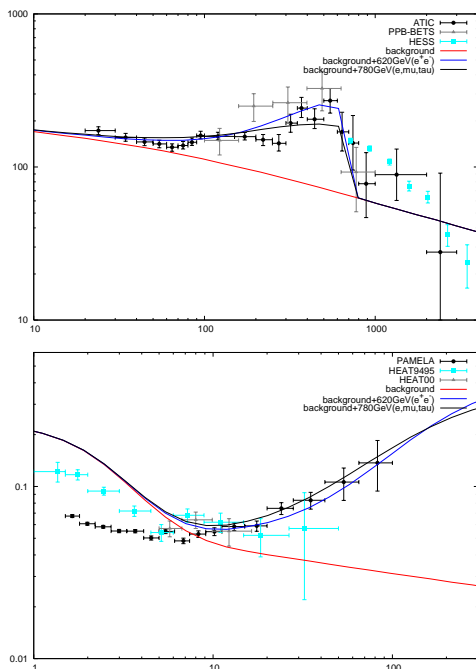 1000
ATIC
PPB-BETS
HESS
background
background+620GeV(e+e-)
background+780GeV(e,mu,tau)
100
10
10
100
1000
PAMELA
HEAT9495
HEAT00
background
background+620GeV(e+e-)
background+780GeV(e,mu,tau)
0.1
0.01
1
10
100